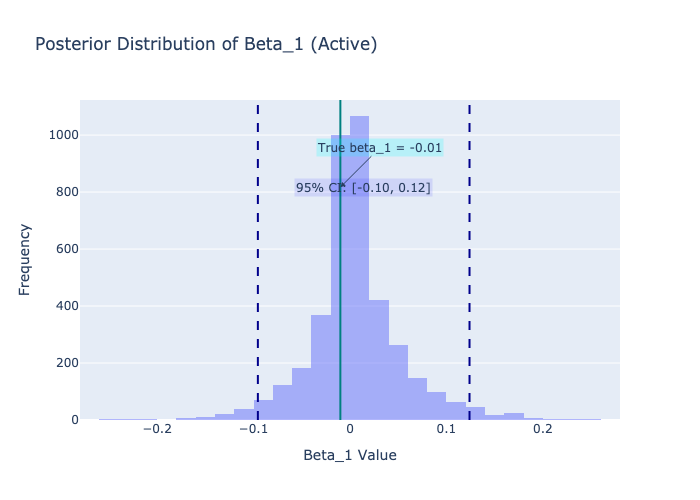 Posterior Distribution of Beta_1 (Active)
1000
800
600
400
200
0
Frequency
True beta_1 = -0.01
95% CI: [-0.10, 0.12]
−0.2
−0.1
0
0.1
0.2
Beta_1 Value